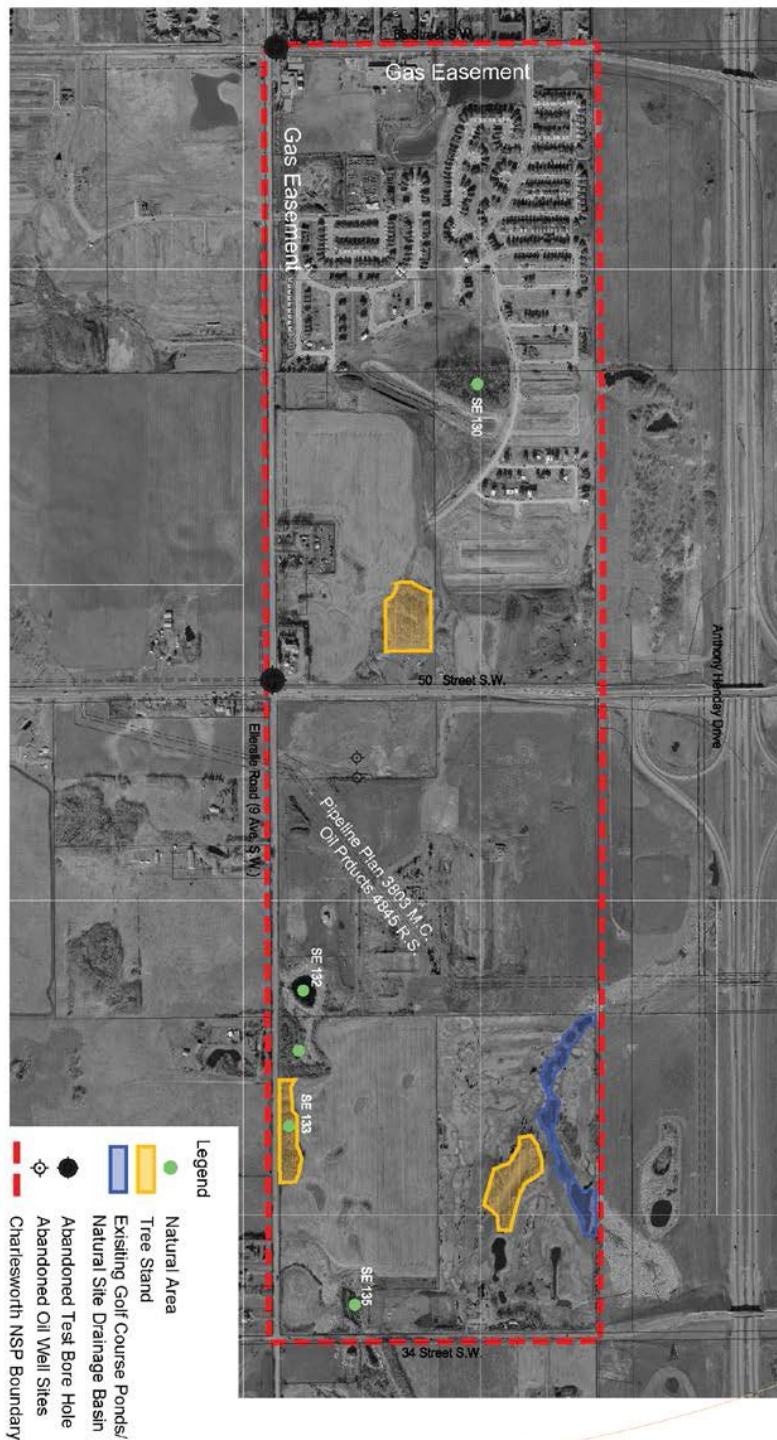 66 Street S.W.
Gas Easement
Gas Easement
SE 130
Anthony Henday Drive
50 Street S.W.
Ellerslie Road (9 Ave. S.W.)
Pipeline Plan 3803 M.C.
Oil Prducts 4845 R.S.
SE 132
SE 133
SE 135
34 Street S.W.
Legend
Natural Area
Tree Stand
Exisiting Golf Course Ponds/
Natural Site Drainage Basin
Abandoned Test Bore Hole
Abandoned Oil Well Sites
Charlesworth NSP Boundary